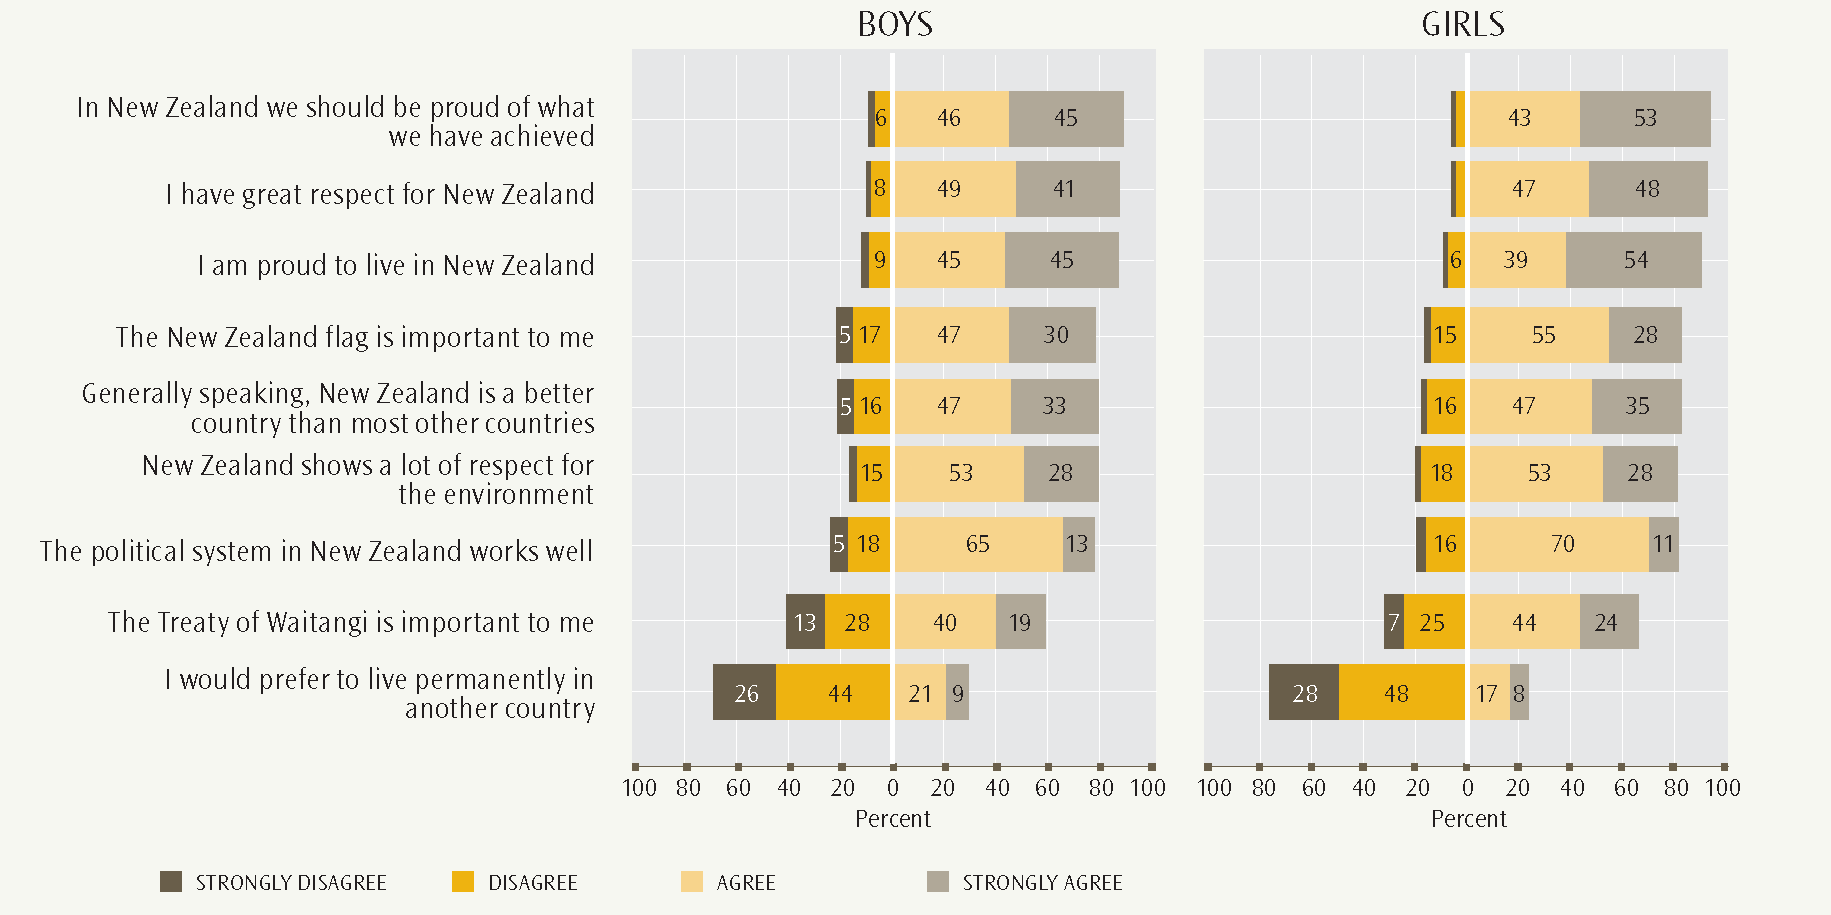 BOYS GIRLS
In New Zealand we should be proud of what
we have achieved
6 46 45 43 53
I have great respect for New Zealand
8 49 41 47 48
I am proud to live in New Zealand
9 45 45 6 39 54
The New Zealand flag is important to me
5 17 47 30 15 55 28
Generally speaking, New Zealand is a better
country than most other countries
5 16 47 33 16 47 35
New Zealand shows a lot of respect for
the environment
15 53 28 18 53 28
The political system in New Zealand works well
5 18 65 13 16 70 11
The Treaty of Waitangi is important to me
13 28 40 19 7 25 44 24
I would prefer to live permanently in
another country
26 44 21 9 28 48 17 8
100 80 60 40 20 0 20 40 60 80 100 100 80 60 40 20 0 20 40 60 80 100
Percent Percent
STRONGLY DISAGREE DISAGREE AGREE STRONGLY AGREE